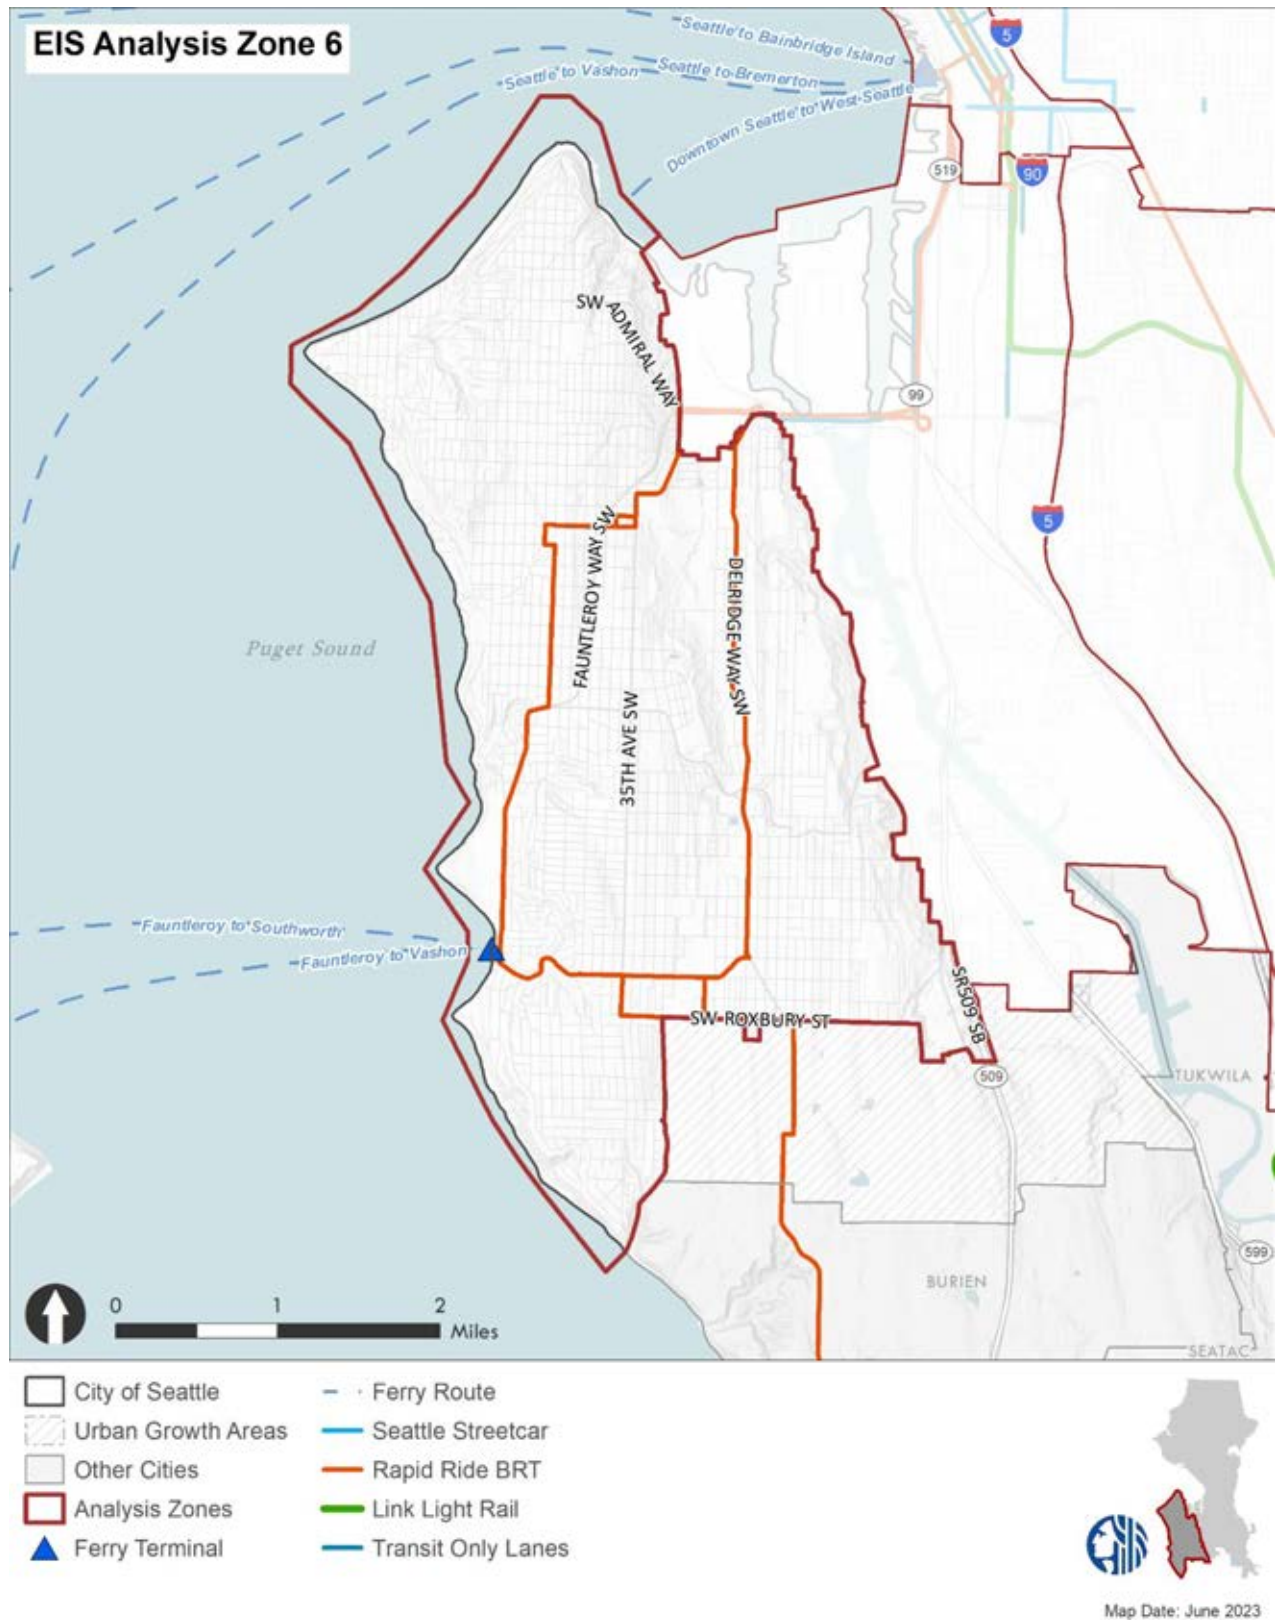 EIS Analysis Zone 6
Seattle to Bainbridge Island
Seattle to Bremerton
Seattle to Vashon
Downtown Seattle to West Seattle
5
519
90
SW ADMIRAL WAY
99
FAUNTLEROY WAY SW
5
DELRIDGE WAY SW
Puget Sound
35TH AVE SW
Fauntleroy to Southworth
Fauntleroy to Vashon
SR509 SB
SW ROXBURY ST
509
TUKWILA
599
BURIEN
SEATAC
0 1 2
Miles
City of Seattle
Urban Growth Areas
Other Cities
Analysis Zones
Ferry Terminal
Ferry Route
Seattle Streetcar
Rapid Ride BRT
Link Light Rail
Transit Only Lanes
Map Date: June 2023